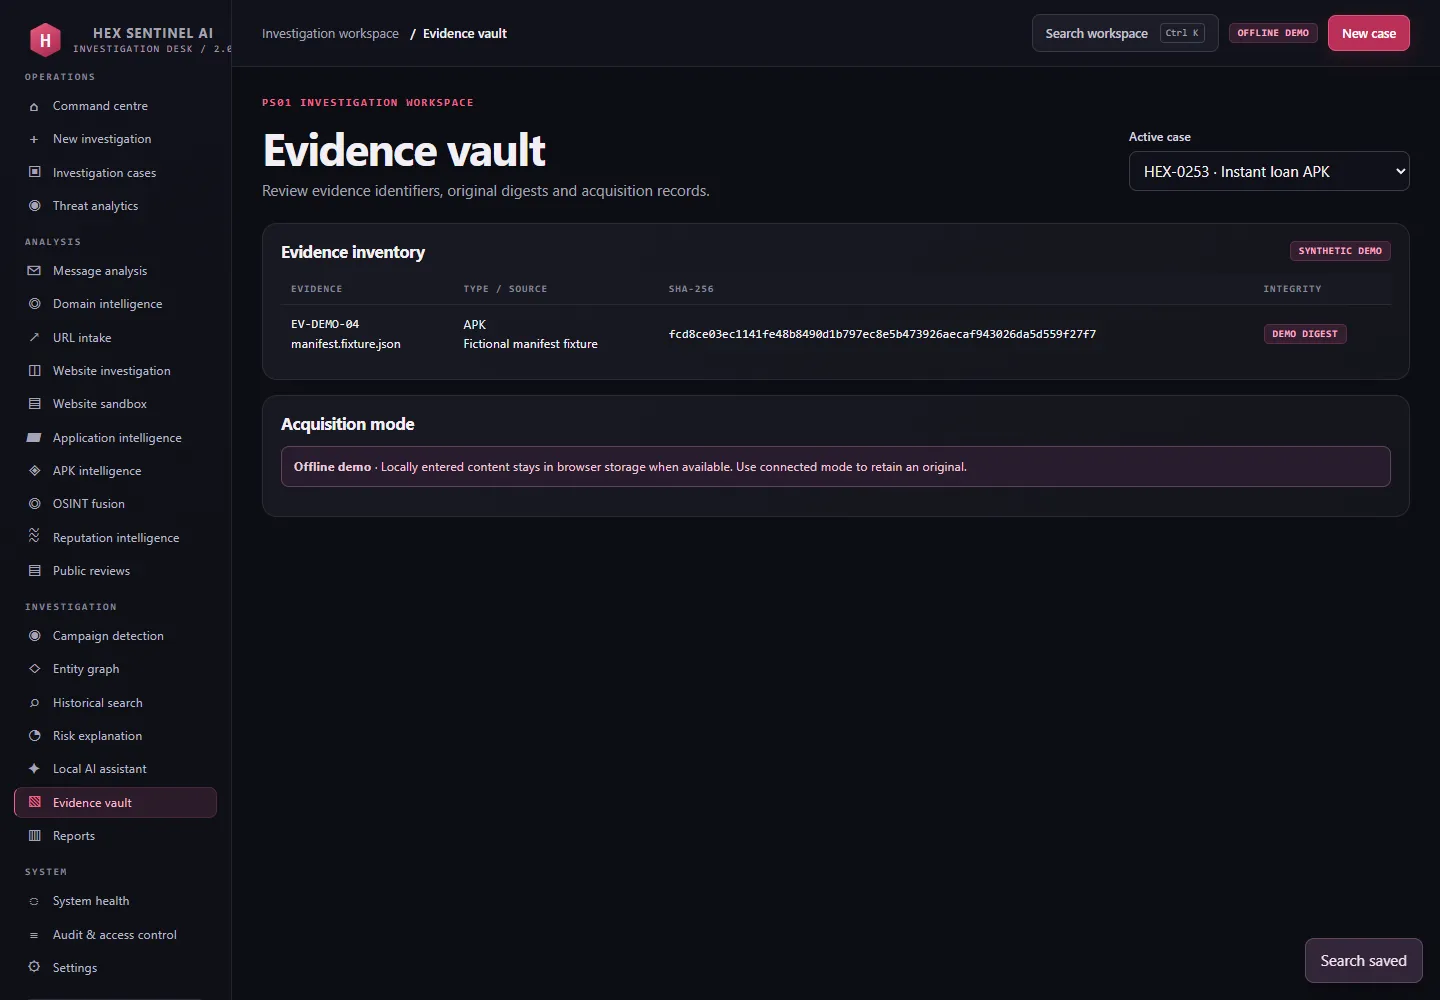 H
HEX SENTINEL AI
INVESTIGATION DESK / 2.0
OPERATIONS
Command centre
New investigation
Investigation cases
Threat analytics
ANALYSIS
Message analysis
Domain intelligence
URL intake
Website investigation
Website sandbox
Application intelligence
APK intelligence
OSINT fusion
Reputation intelligence
Public reviews
INVESTIGATION
Campaign detection
Entity graph
Historical search
Risk explanation
Local AI assistant
Evidence vault
Reports
SYSTEM
System health
Audit & access control
Settings
Investigation workspace / Evidence vault
Search workspace Ctrl K
OFFLINE DEMO
New case
PS01 INVESTIGATION WORKSPACE
Evidence vault
Review evidence identifiers, original digests and acquisition records.
Active case
HEX-0253 · Instant loan APK
Evidence inventory
SYNTHETIC DEMO
EVIDENCE TYPE / SOURCE SHA-256 INTEGRITY
EV-DEMO-04
manifest.fixture.json
APK
Fictional manifest fixture
fcd8ce03ec1141fe48b8490d1b797ec8e5b473926aecaf943026da5d559f27f7
DEMO DIGEST
Acquisition mode
Offline demo · Locally entered content stays in browser storage when available. Use connected mode to retain an original.
Search saved